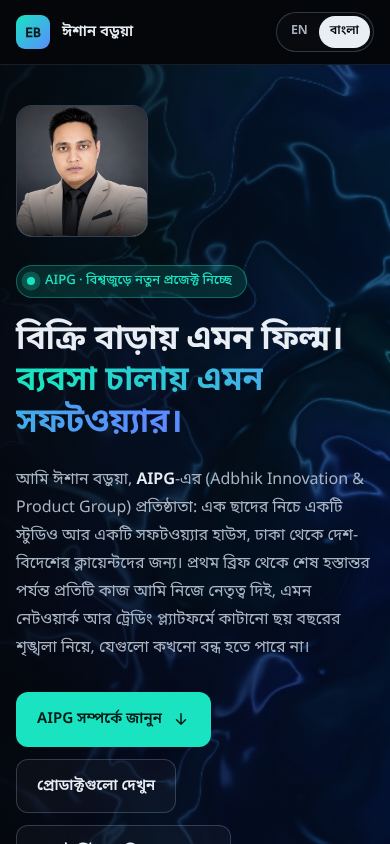 EB ঈশান বড়ুয়া EN বাংলা
AIPG · বিশ্বজুড়ে নতুন প্রজেক্ট নিচ্ছে
বিক্রি বাড়ায় এমন ফিল্ম।
ব্যবসা চালায় এমন
সফটওয়্যার।
আমি ঈশান বড়ুয়া, AIPG-এর (Adbhik Innovation &
Product Group) প্রতিষ্ঠাতা: এক ছাদের নিচে একটি
স্টুডিও আর একটি সফটওয়্যার হাউস, ঢাকা থেকে দেশ-
বিদেশের ক্লায়েন্টদের জন্য। প্রথম ব্রিফ থেকে শেষ হস্তান্তর
পর্যন্ত প্রতিটি কাজ আমি নিজে নেতৃত্ব দিই, এমন
নেটওয়ার্ক আর ট্রেডিং প্ল্যাটফর্মে কাটানো ছয় বছরের
শৃঙ্খলা নিয়ে, যেগুলো কখনো বন্ধ হতে পারে না।
AIPG সম্পর্কে জানুন ↓
প্রোডাক্টগুলো দেখুন